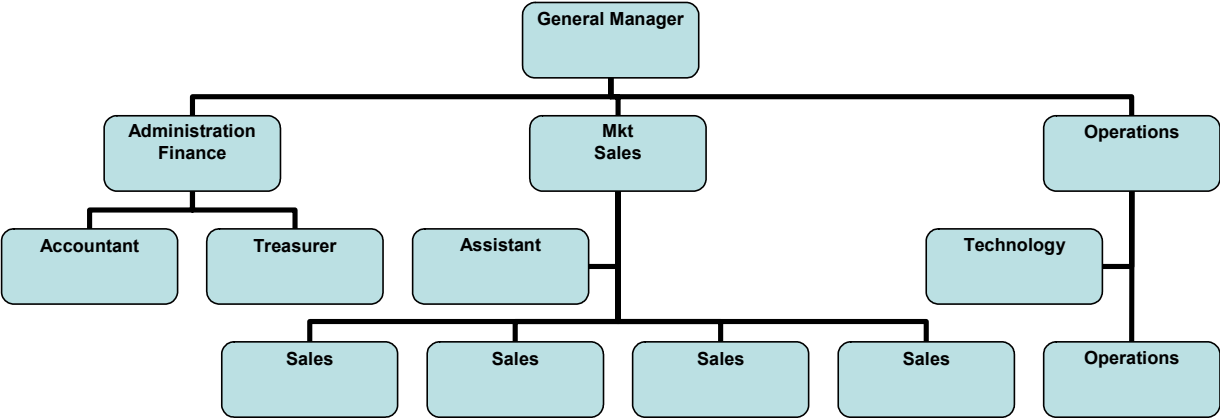 General Manager
Administration
Finance
Mkt
Sales
Operations
Accountant
Treasurer
Assistant
Technology
Sales
Sales
Sales
Sales
Operations